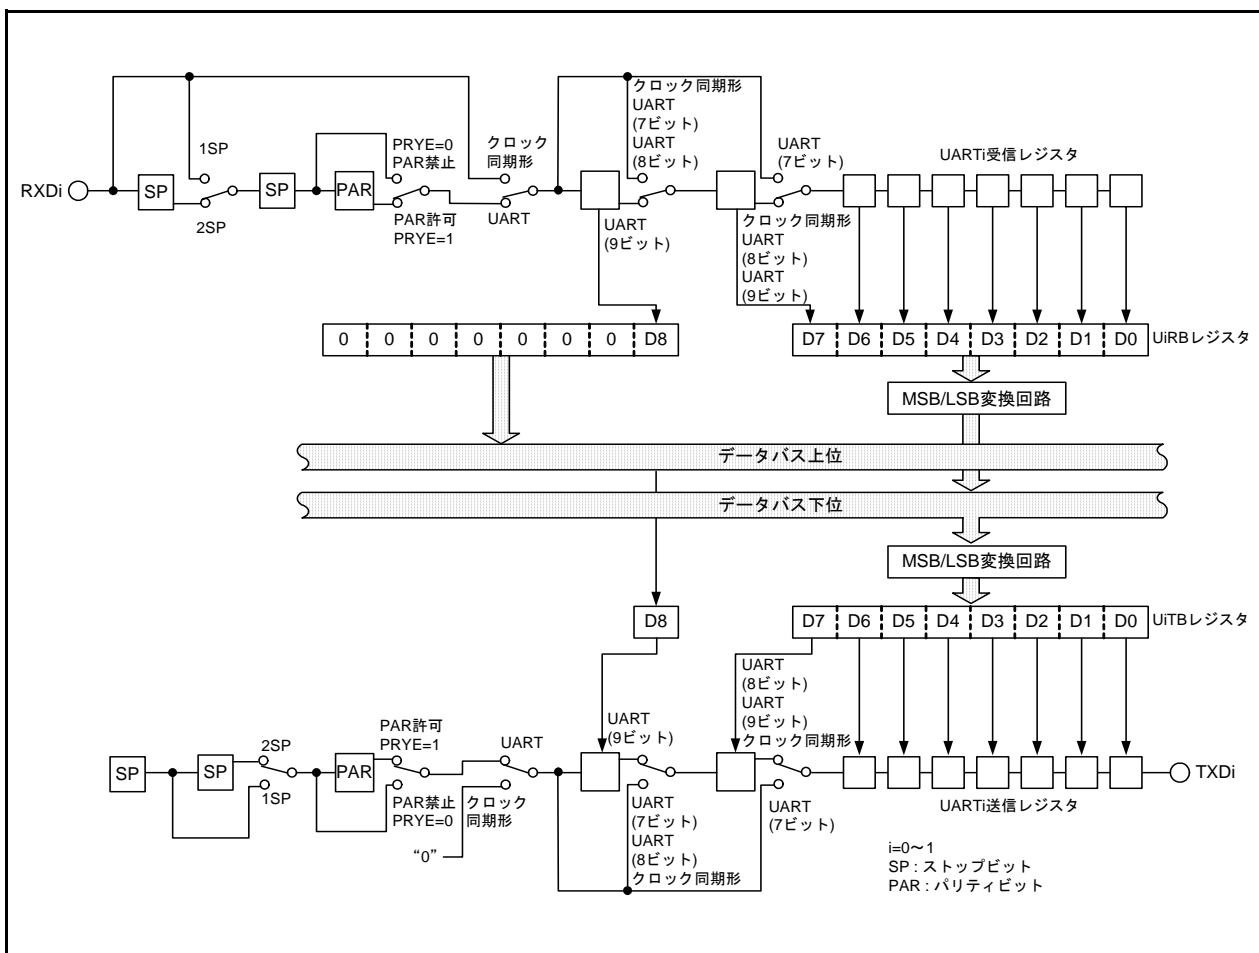 クロック同期形
UART
(7ビット)
UART
(8ビット)
PRYE=0
PAR禁止
クロック
同期形
UART
(7ビット)
1SP
UARTi受信レジスタ
RXDi
SP
SP
PAR
2SP
PAR許可
PRYE=1
UART
UART
(9ビット)
クロック同期形
UART
(8ビット)
UART
(9ビット)
0 0 0 0 0 0 0 D8
D7 D6 D5 D4 D3 D2 D1 D0
UiRBレジスタ
MSB/LSB変換回路
データバス上位
データバス下位
MSB/LSB変換回路
D8
D7 D6 D5 D4 D3 D2 D1 D0
UiTBレジスタ
UART
(8ビット)
UART
(9ビット)
クロック同期形
UART
(9ビット)
PAR許可
PRYE=1
2SP
UART
SP
SP
PAR
TXDi
1SP
PAR禁止
PRYE=0
クロック
同期形
UART
(7ビット)
UART
(8ビット)
クロック同期形
UART
(7ビット)
UARTi送信レジスタ
“0”
i=0～1
SP : ストップビット
PAR : パリティビット